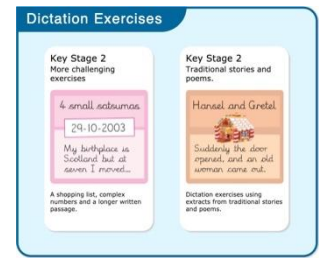 Dictation Exercises
Key Stage 2
More challenging
exercises
4 small satsumas
29-10-2003
My birthplace is
Scotland but at
seven I moved...
A shopping list, complex
numbers and a longer written
passage.
Key Stage 2
Traditional stories and
poems.
Hansel and Gretel
Suddenly the door
opened, and an old
woman came out.
Dictation exercises using
extracts from traditional stories
and poems.